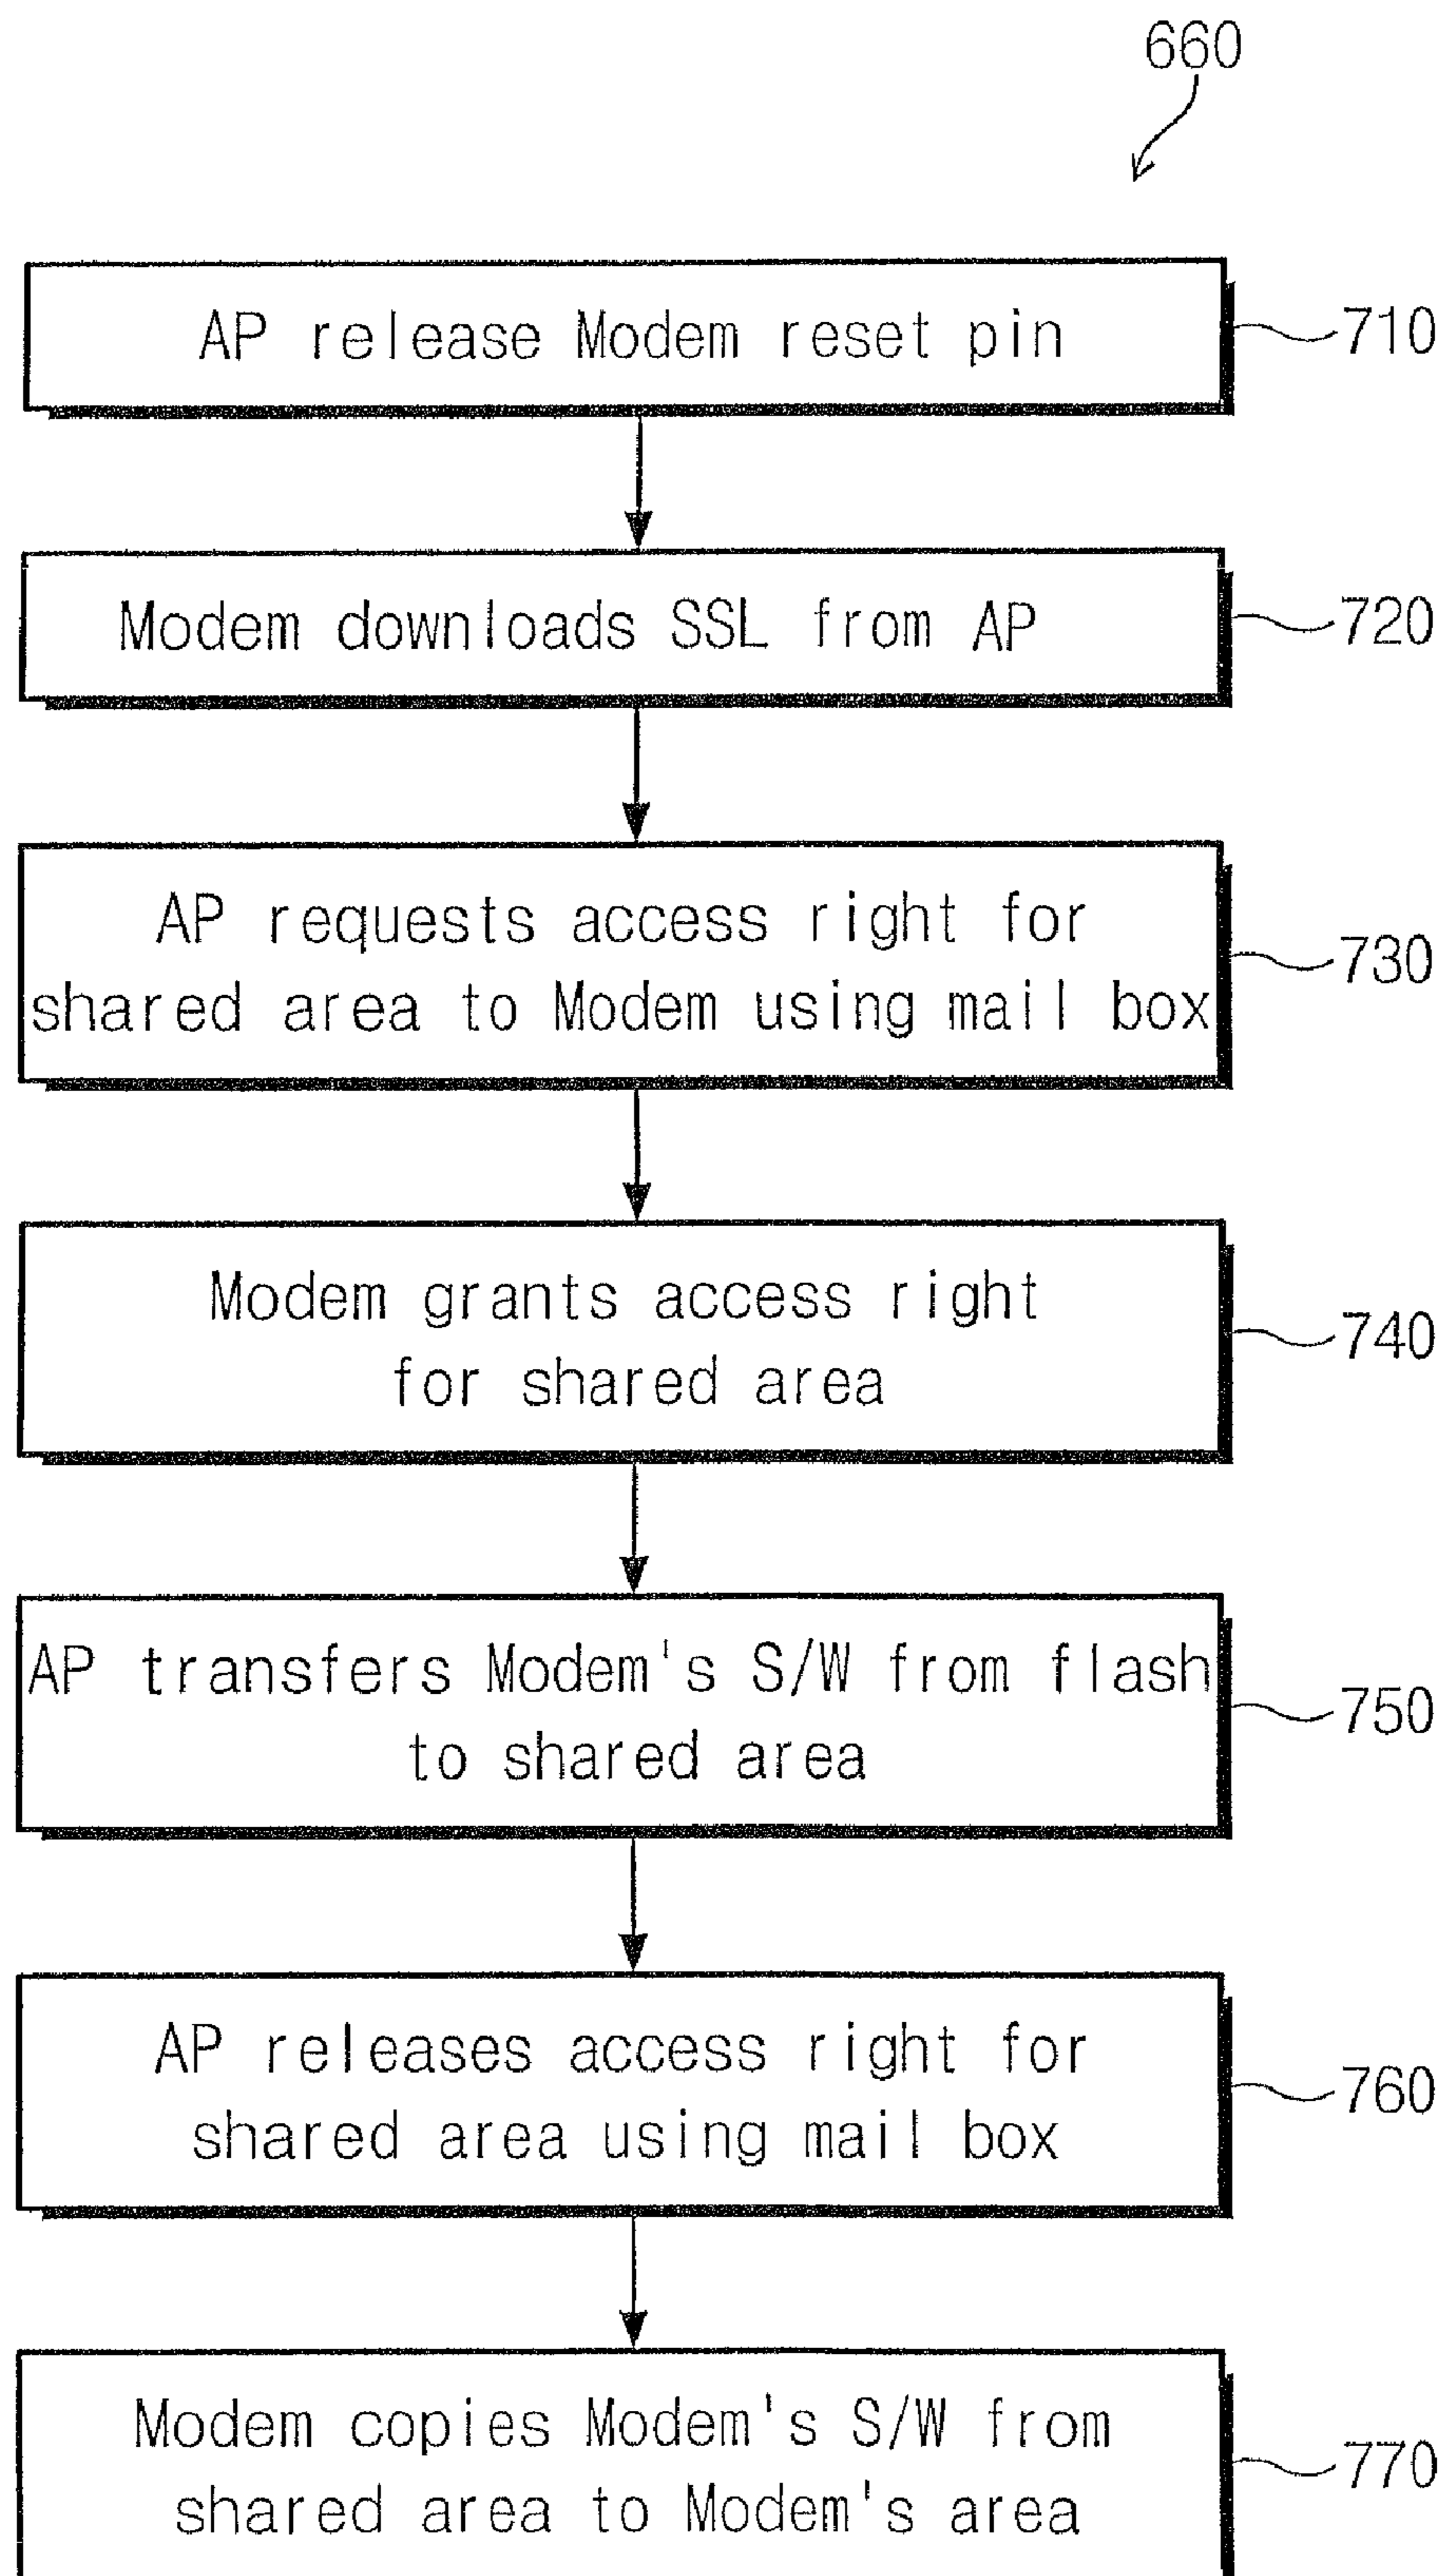 660
AP release Modem reset pin
710
Modem downloads SSL from AP
720
AP requests access right for
shared area to Modem using mail box
730
Modem grants access right
for shared area
740
AP transfers Modem's S/W from flash
to shared area
750
AP releases access right for
shared area using mail box
760
Modem copies Modem's S/W from
shared area to Modem's area
770